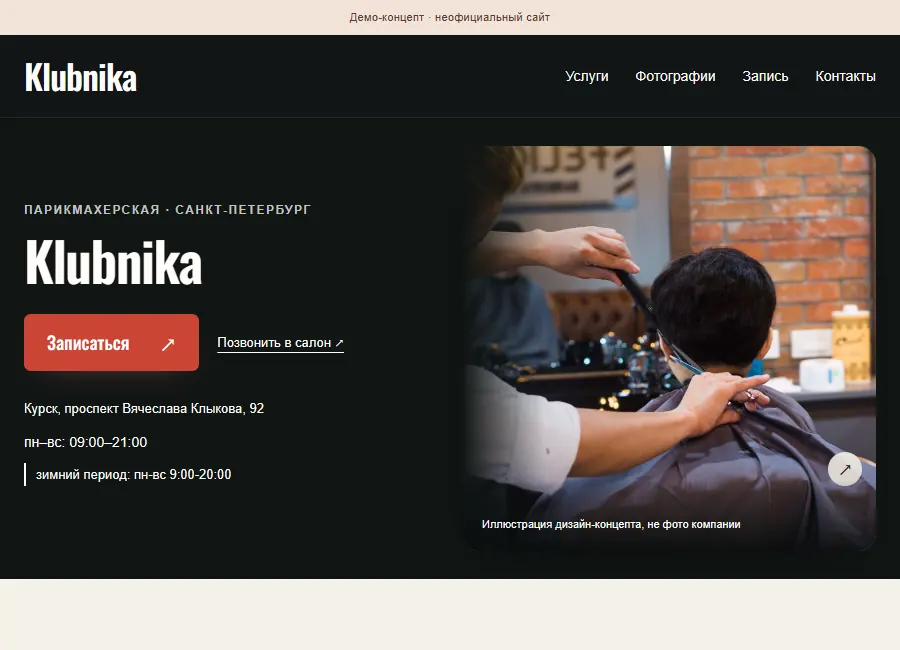 Демо-концепт · неофициальный сайт
Klubnika
Услуги Фотографии Запись Контакты
ПАРИКМАХЕРСКАЯ · САНКТ-ПЕТЕРБУРГ
Klubnika
Записаться ↗
Позвонить в салон ↗
Курск, проспект Вячеслава Клыкова, 92
пн–вс: 09:00–21:00
зимний период: пн-вс 9:00-20:00
Иллюстрация дизайн-концепта, не фото компании